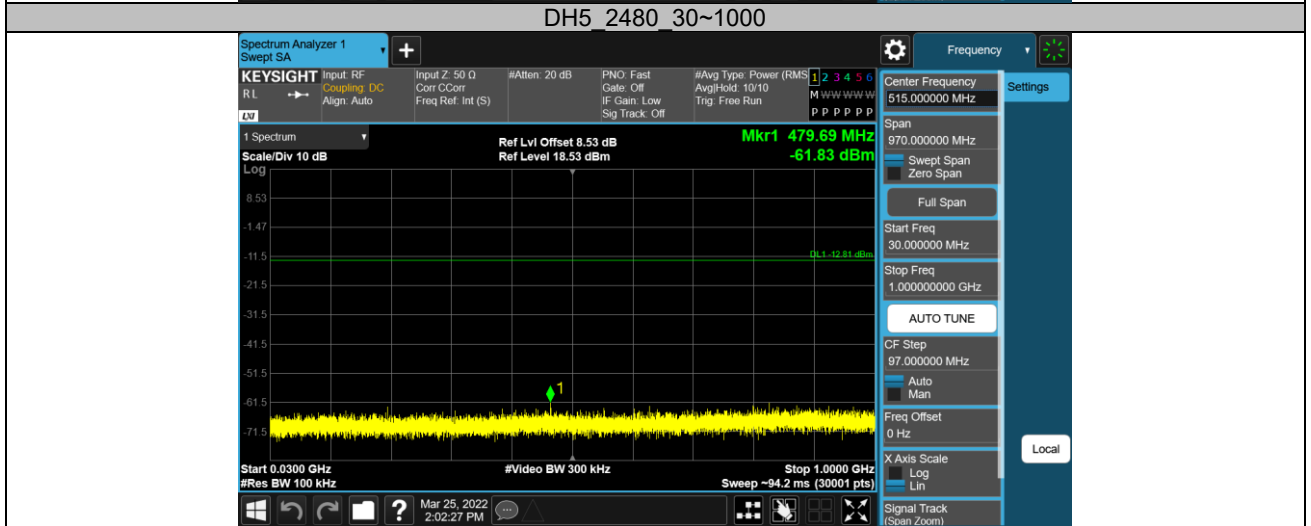 DH5_2480_30~1000
Spectrum Analyzer 1
Swept SA
Frequency
KEYSIGHT
RL
LXI
Input: RF
Coupling: DC
Align: Auto
Input Z: 50 Ω
Corr CCorr
Freq Ref: Int (S)
#Atten: 20 dB
PNO: Fast
Gate: Off
IF Gain: Low
Sig Track: Off
#Avg Type: Power (RMS
Avg|Hold: 10/10
Trig: Free Run
1 2 3 4 5 6
M W W W W W
P P P P P P
Center Frequency
515.000000 MHz
Settings
1 Spectrum
Scale/Div 10 dB
Log
Ref Lvl Offset 8.53 dB
Ref Level 18.53 dBm
Mkr1 479.69 MHz
-61.83 dBm
Span
970.000000 MHz
Swept Span
Zero Span
Full Span
Start Freq
30.000000 MHz
Stop Freq
1.000000000 GHz
AUTO TUNE
CF Step
97.000000 MHz
Auto
Man
Freq Offset
0 Hz
X Axis Scale
Log
Lin
Signal Track
(Span Zoom)
Local
8.53
-1.47
-11.5
DL1 -12.81 dBm
-21.5
-31.5
-41.5
-51.5
1
-61.5
-71.5
Start 0.0300 GHz
#Video BW 300 kHz
Stop 1.0000 GHz
#Res BW 100 kHz
Sweep ~94.2 ms (30001 pts)
?
Mar 25, 2022
2:02:27 PM